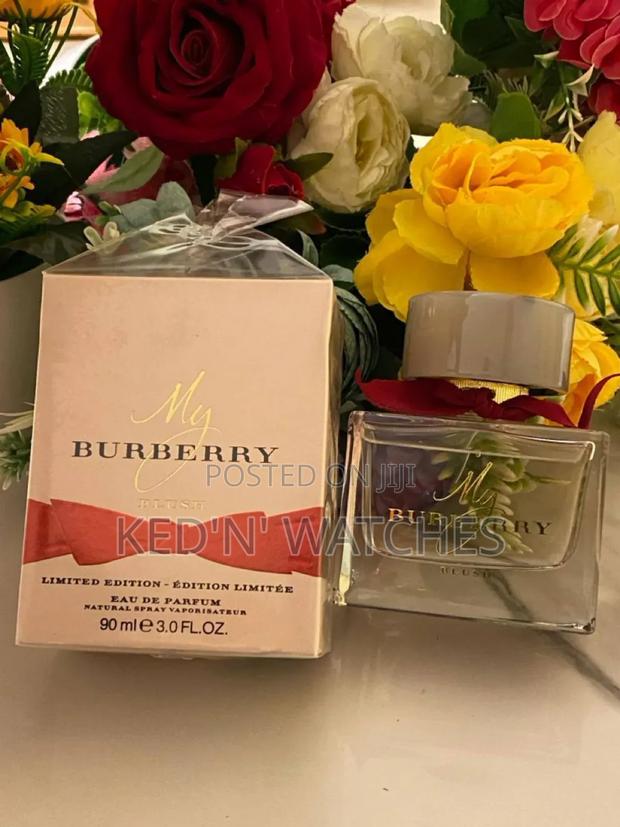 My
BURBERRY
BLUSH
LIMITED EDITION - ÉDITION LIMITÉE
EAU DE PARFUM
NATURAL SPRAY VAPORISATEUR
90 ml e 3.0 FL.OZ.
My
BURBERRY
BLUSH
POSTED ON JIJI
KED'N' WATCHES